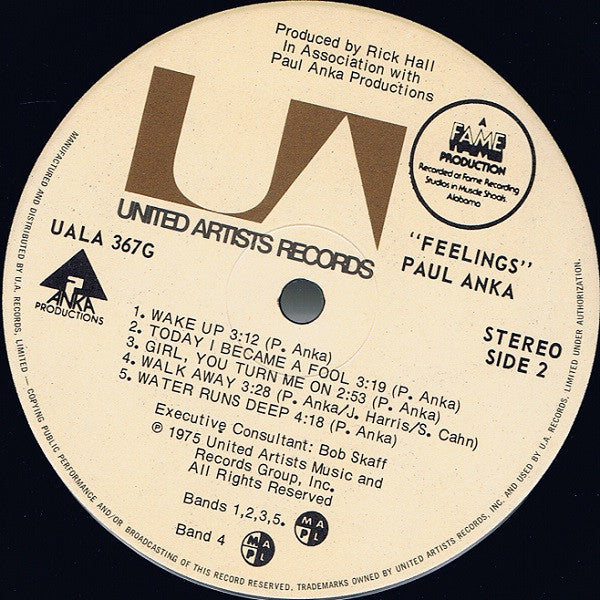 Produced by Rick Hall
In Association with
Paul Anka Productions
UA
UNITED ARTISTS RECORDS
A
FAME
PRODUCTION
Recorded at Fame Recording
Studios in Muscle Shoals,
Alabama
UALA 367G
PANKA
PRODUCTIONS
"FEELINGS"
PAUL ANKA
STEREO
SIDE 2
1. WAKE UP 3:12 (P. Anka)
2. TODAY I BECAME A FOOL 3:19 (P. Anka)
3. GIRL, YOU TURN ME ON 2:53 (P. Anka)
4. WALK AWAY 3:28 (P. Anka/J. Harris/S. Cahn)
5. WATER RUNS DEEP 4:18 (P. Anka)
Executive Consultant: Bob Skaff
℗ 1975 United Artists Music and
Records Group, Inc.
All Rights Reserved
Bands 1,2,3,5. MAPL
Band 4 MAPL
MANUFACTURED AND DISTRIBUTED BY U.A. RECORDS, LIMITED — COPYING PUBLIC PERFORMANCE AND/OR BROADCASTING OF THIS RECORD RESERVED. TRADEMARKS OWNED BY UNITED ARTISTS RECORDS, INC. AND USED BY U.A. RECORDS, LIMITED UNDER AUTHORIZATION.